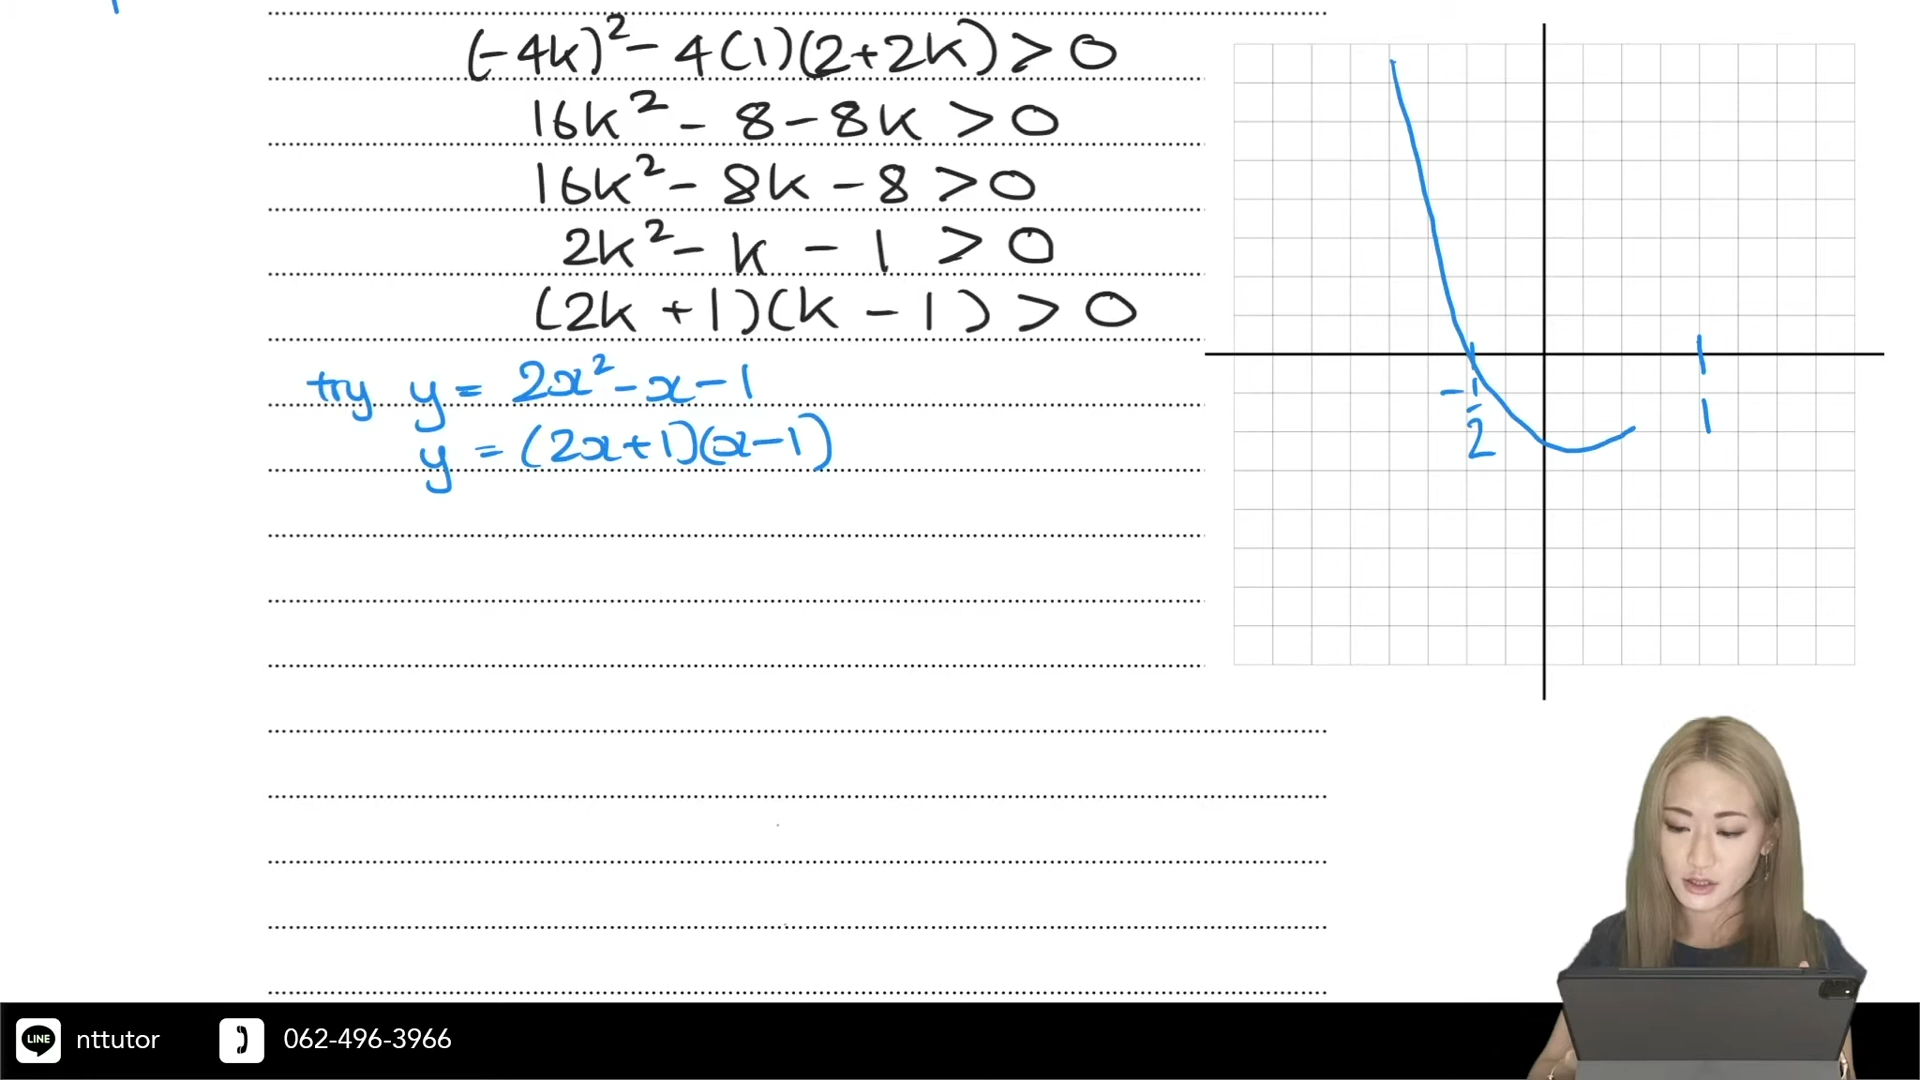 (-4k)² - 4(1)(2+2k) > 0
16k² - 8 - 8k > 0
16k² - 8k - 8 > 0
2k² - k - 1 > 0
(2k + 1)(k - 1) > 0
try y = 2x² - x - 1
y = (2x+1)(x-1)
-1/2
1
LINE nttutor 062-496-3966